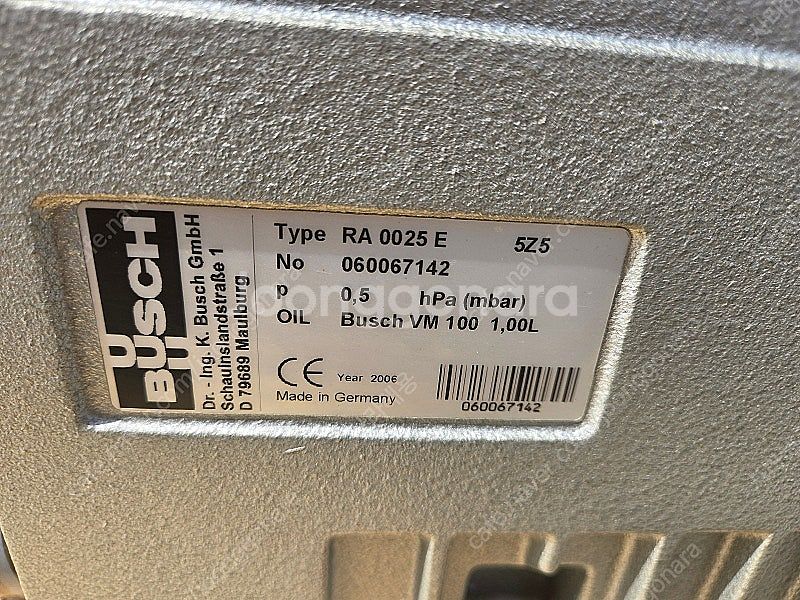 BUSCH
Dr. - Ing. K. Busch GmbH
Schauinslandstraße 1
D 79689 Maulburg
Type RA 0025 E 5Z5
No 060067142
p 0,5 hPa (mbar)
OIL Busch VM 100 1,00L
CE Year 2006
Made in Germany
060067142
joonggonara